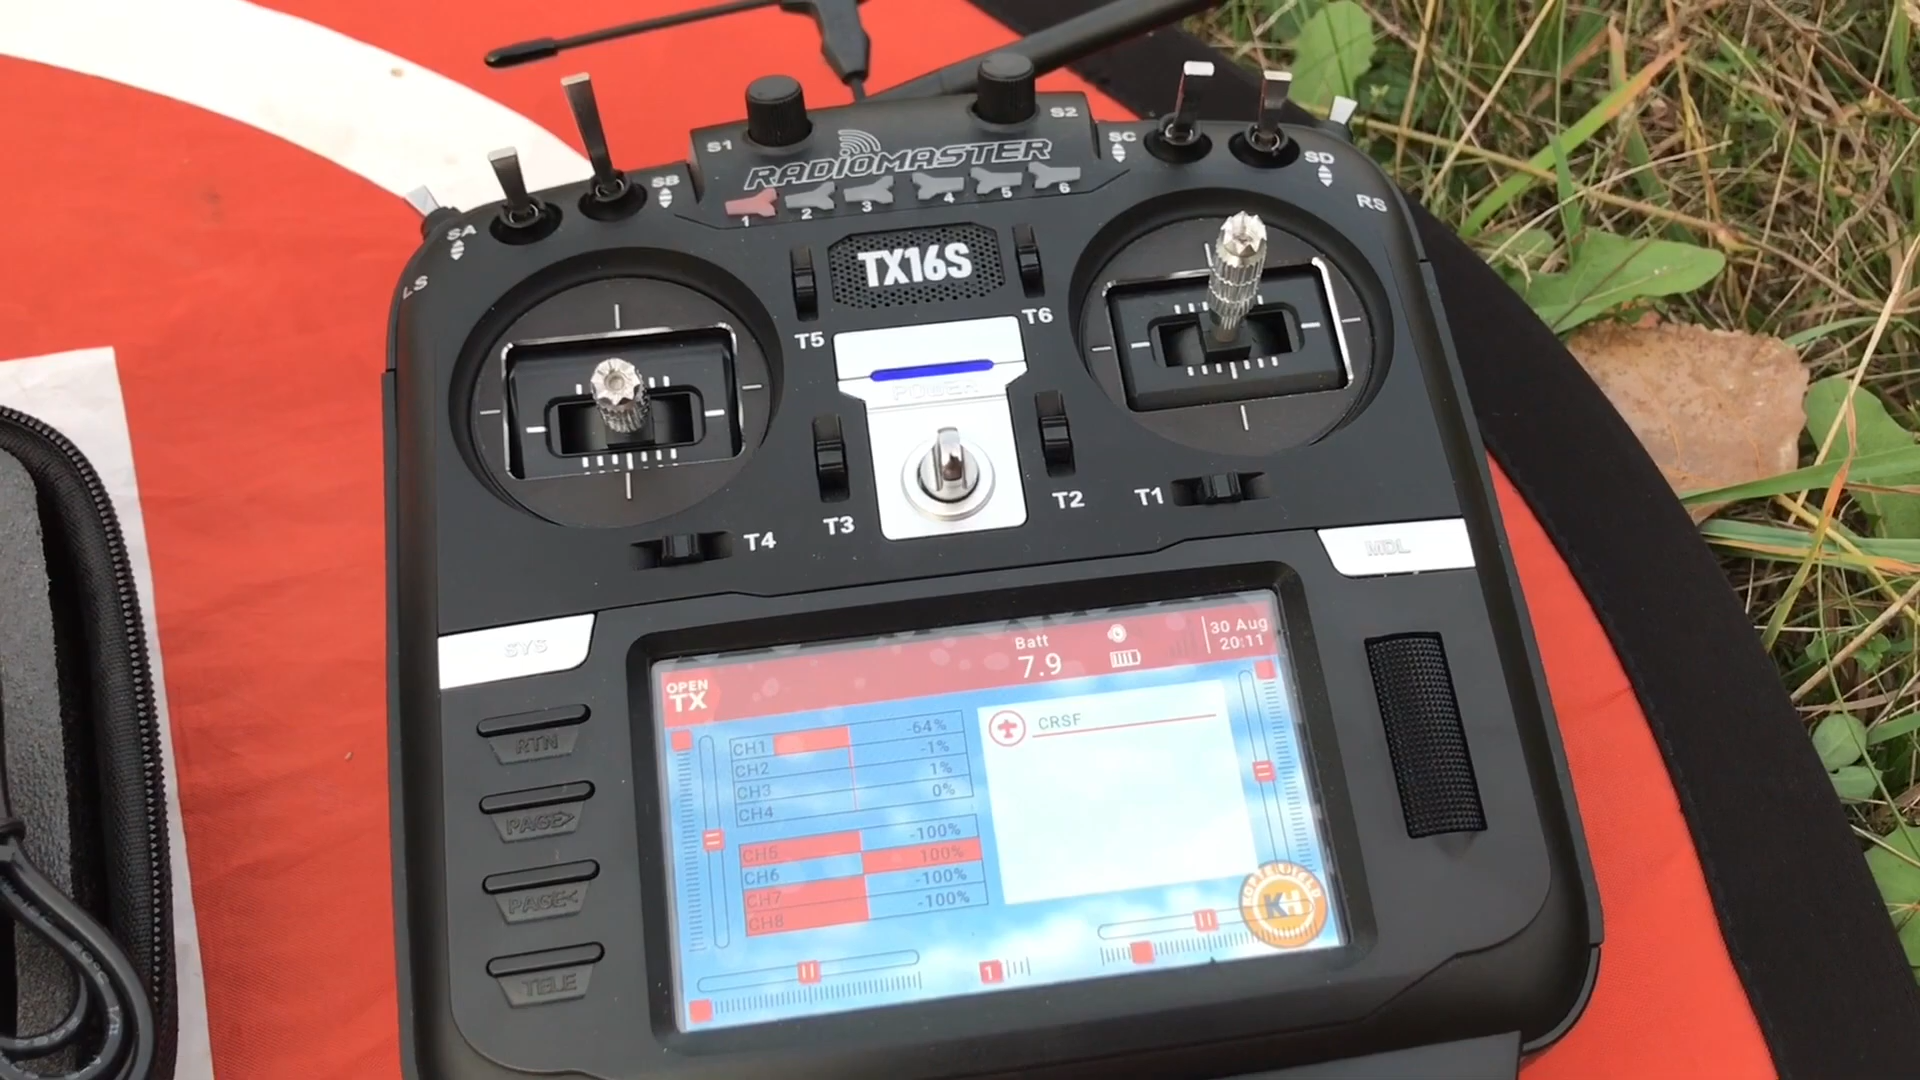 S1
S2
RADIOMASTER
SC
SD
RS
SB
SA
LS
1 2 3 4 5 6
TX16S
T5
T6
POWER
T3
T2
T1
T4
MDL
SYS
RTN
PAGE>
PAGE<
TELE
OPEN
TX
Batt
7.9
30 Aug
20:11
CH1 -64%
CH2 -1%
CH3 1%
CH4 0%
CH5 -100%
CH6 100%
CH7 -100%
CH8 -100%
CRSF
1
KH